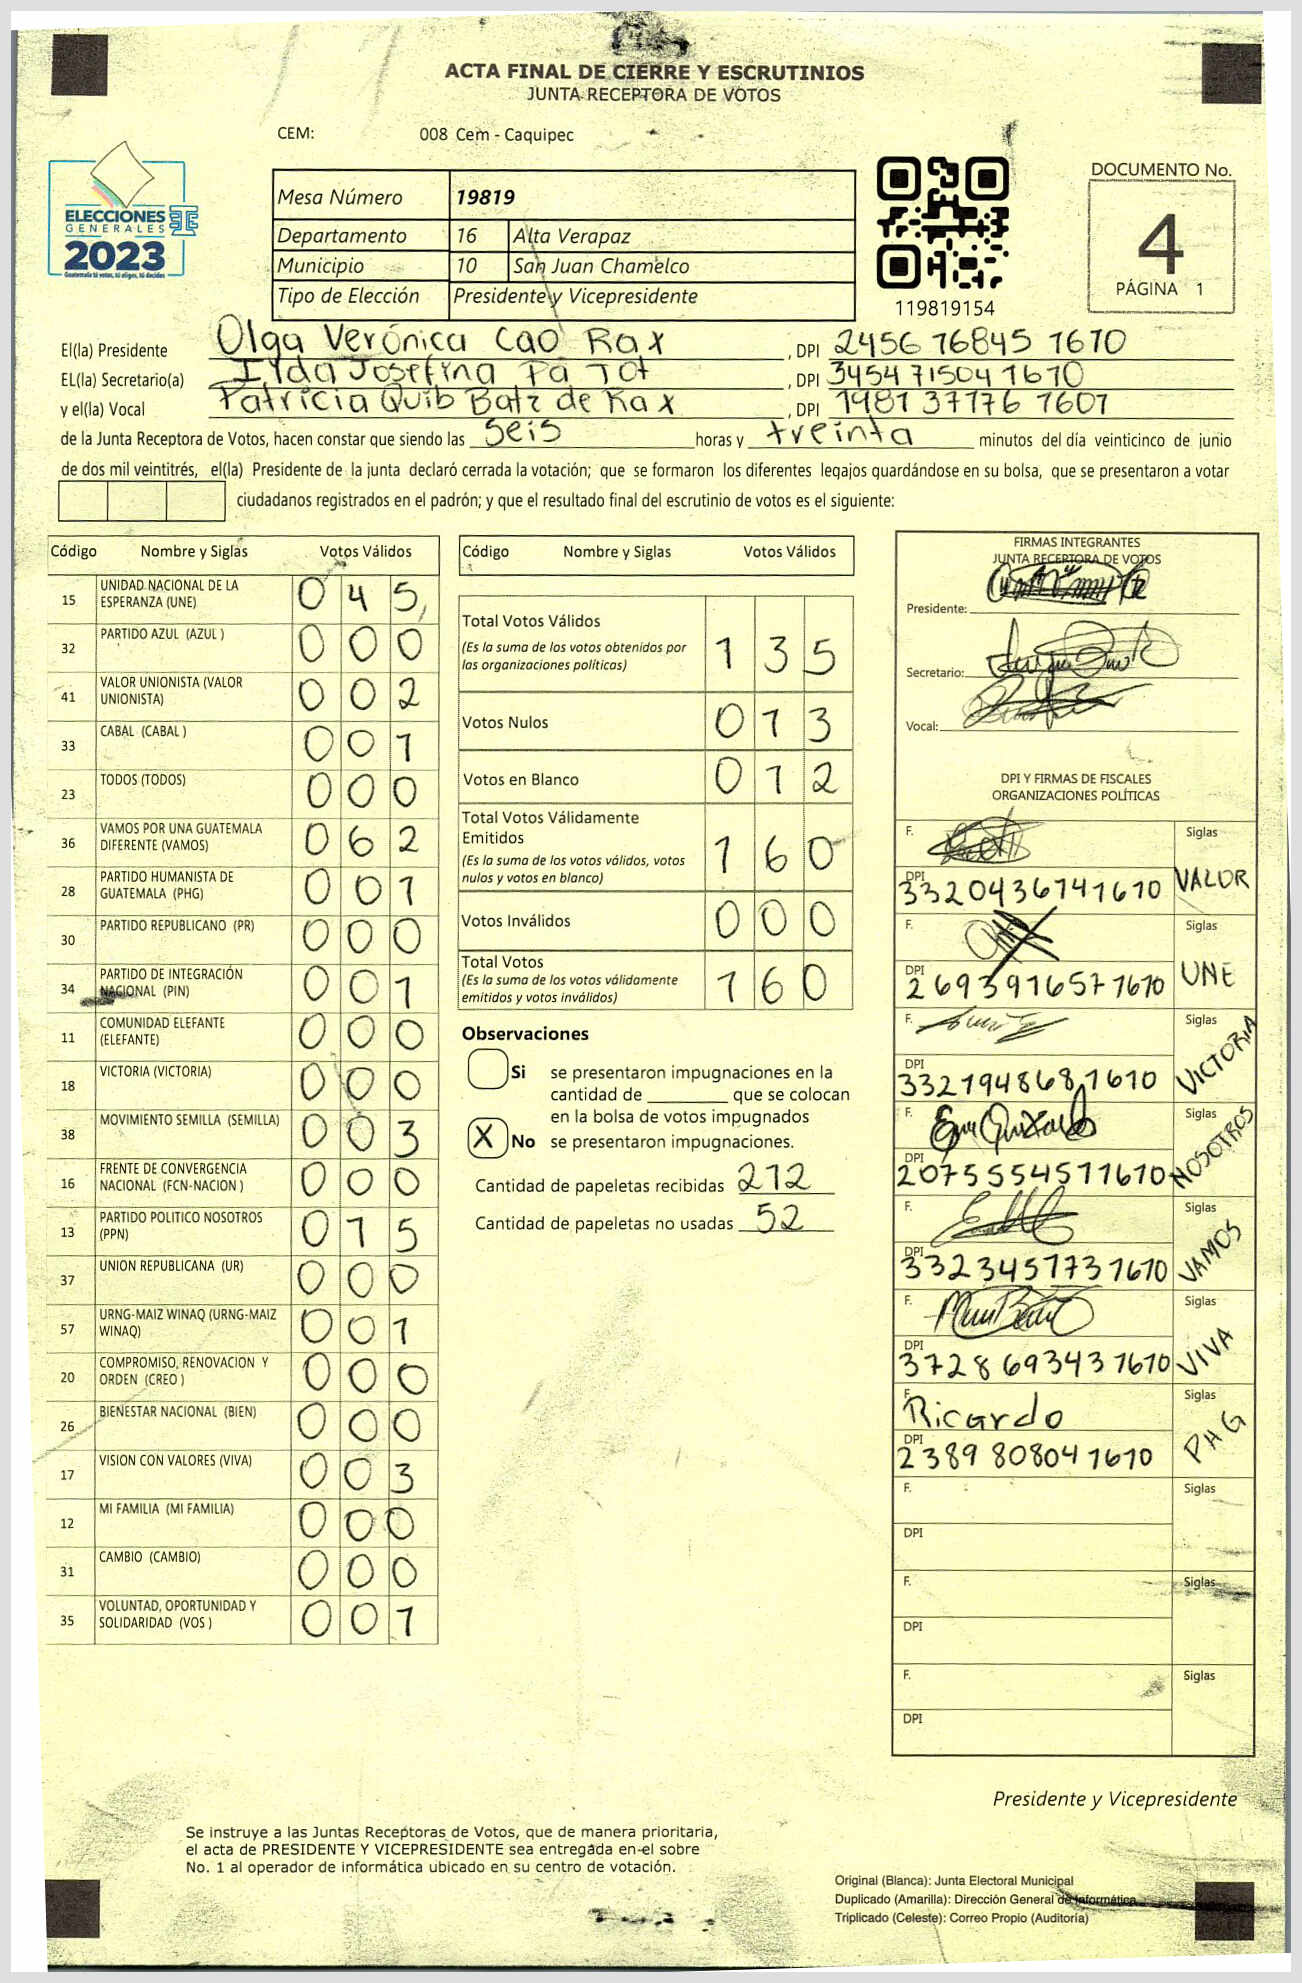 ACTA FINAL DE CIERRE Y ESCRUTINIOS
JUNTA RECEPTORA DE VOTOS
CEM: 008 Cem - Caquipec
ELECCIONES
GENERALES
2023
Guatemala tú votas, tú eliges, tú decides
Mesa Número 19819
Departamento 16 Alta Verapaz
Municipio 10 San Juan Chamelco
Tipo de Elección Presidente y Vicepresidente
119819154
DOCUMENTO No.
4
PÁGINA 1
El(la) Presidente Olga Verónica Cao Rax , DPI 2456 76845 1610
EL(la) Secretario(a) Ilda Josefina Pa Tot , DPI 3454 71504 1610
y el(la) Vocal Patricia Quib Batz de Rax , DPI 1981 37776 1601
de la Junta Receptora de Votos, hacen constar que siendo las seis horas y treinta minutos del día veinticinco de junio
de dos mil veintitrés, el(la) Presidente de la junta declaró cerrada la votación; que se formaron los diferentes legajos guardándose en su bolsa, que se presentaron a votar
ciudadanos registrados en el padrón; y que el resultado final del escrutinio de votos es el siguiente:
Código Nombre y Siglas Votos Válidos
15 UNIDAD NACIONAL DE LA ESPERANZA (UNE) 0 4 5
32 PARTIDO AZUL (AZUL ) 0 0 0
41 VALOR UNIONISTA (VALOR UNIONISTA) 0 0 2
33 CABAL (CABAL ) 0 0 1
23 TODOS (TODOS) 0 0 0
36 VAMOS POR UNA GUATEMALA DIFERENTE (VAMOS) 0 6 2
28 PARTIDO HUMANISTA DE GUATEMALA (PHG) 0 0 1
30 PARTIDO REPUBLICANO (PR) 0 0 0
34 PARTIDO DE INTEGRACIÓN NACIONAL (PIN) 0 0 1
11 COMUNIDAD ELEFANTE (ELEFANTE) 0 0 0
18 VICTORIA (VICTORIA) 0 0 0
38 MOVIMIENTO SEMILLA (SEMILLA) 0 0 3
16 FRENTE DE CONVERGENCIA NACIONAL (FCN-NACION ) 0 0 0
13 PARTIDO POLITICO NOSOTROS (PPN) 0 1 5
37 UNION REPUBLICANA (UR) 0 0 0
57 URNG-MAIZ WINAQ (URNG-MAIZ WINAQ) 0 0 1
20 COMPROMISO, RENOVACION Y ORDEN (CREO ) 0 0 0
26 BIENESTAR NACIONAL (BIEN) 0 0 0
17 VISION CON VALORES (VIVA) 0 0 3
12 MI FAMILIA (MI FAMILIA) 0 0 0
31 CAMBIO (CAMBIO) 0 0 0
35 VOLUNTAD, OPORTUNIDAD Y SOLIDARIDAD (VOS ) 0 0 1
Código Nombre y Siglas Votos Válidos
Total Votos Válidos 1 3 5
(Es la suma de los votos obtenidos por
las organizaciones políticas)
Votos Nulos 0 1 3
Votos en Blanco 0 1 2
Total Votos Válidamente
Emitidos 1 6 0
(Es la suma de los votos válidos, votos
nulos y votos en blanco)
Votos Inválidos 0 0 0
Total Votos 1 6 0
(Es la suma de los votos válidamente
emitidos y votos inválidos)
Observaciones
Si se presentaron impugnaciones en la
cantidad de ________ que se colocan
en la bolsa de votos impugnados
X No se presentaron impugnaciones.
Cantidad de papeletas recibidas 212
Cantidad de papeletas no usadas 52
FIRMAS INTEGRANTES
JUNTA RECEPTORA DE VOTOS
Presidente:
Secretario:
Vocal:
DPI Y FIRMAS DE FISCALES
ORGANIZACIONES POLÍTICAS
F. Siglas
DPI 3320436741610 VALOR
F. Siglas
DPI 2693916571610 UNE
F. Siglas
DPI 3321948681610 VICTORIA
F. Siglas
DPI 2075554571610 NOSOTROS
F. Siglas
DPI 3323451731610 VAMOS
F. Siglas
DPI 3728693431610 VIVA
F. Ricardo Siglas
DPI 2389 80804 1610 PHG
F. Siglas
DPI
F. Siglas
DPI
F. Siglas
DPI
Presidente y Vicepresidente
Se instruye a las Juntas Receptoras de Votos, que de manera prioritaria,
el acta de PRESIDENTE Y VICEPRESIDENTE sea entregada en el sobre
No. 1 al operador de informática ubicado en su centro de votación.
Original (Blanca): Junta Electoral Municipal
Duplicado (Amarilla): Dirección General de Informática
Triplicado (Celeste): Correo Propio (Auditoría)